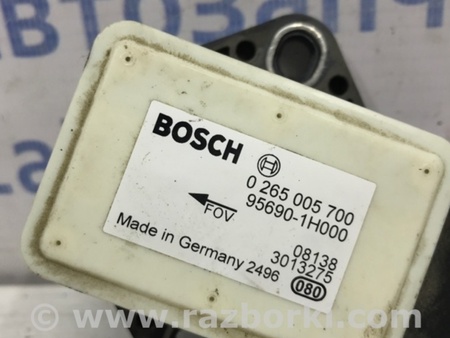 BOSCH
0 265 005 700
95690-1H000
FOV
08138
3013275
Made in Germany 2496
080
www.razborki.com